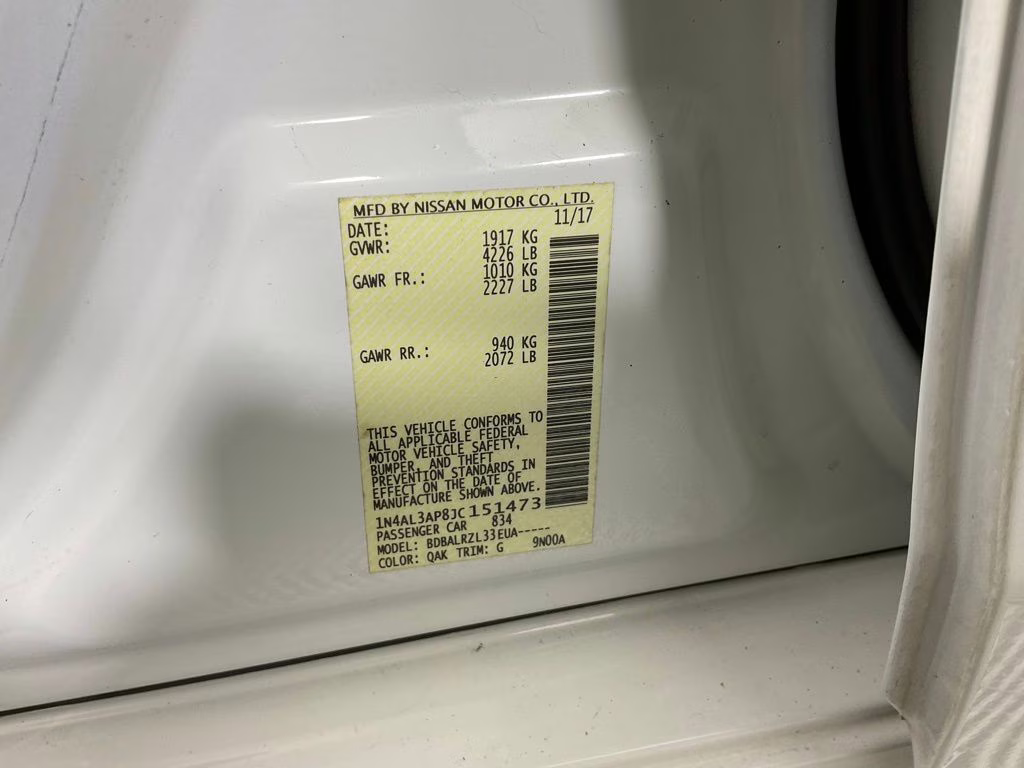 MFD BY NISSAN MOTOR CO., LTD.
DATE: 11/17
GVWR: 1917 KG
4226 LB
GAWR FR.: 1010 KG
2227 LB
GAWR RR.: 940 KG
2072 LB
THIS VEHICLE CONFORMS TO
ALL APPLICABLE FEDERAL
MOTOR VEHICLE SAFETY,
BUMPER, AND THEFT
PREVENTION STANDARDS IN
EFFECT ON THE DATE OF
MANUFACTURE SHOWN ABOVE.
1N4AL3AP8JC151473
PASSENGER CAR 834
MODEL: BDBALRZL33EUA-----
COLOR: QAK TRIM: G 9N00A